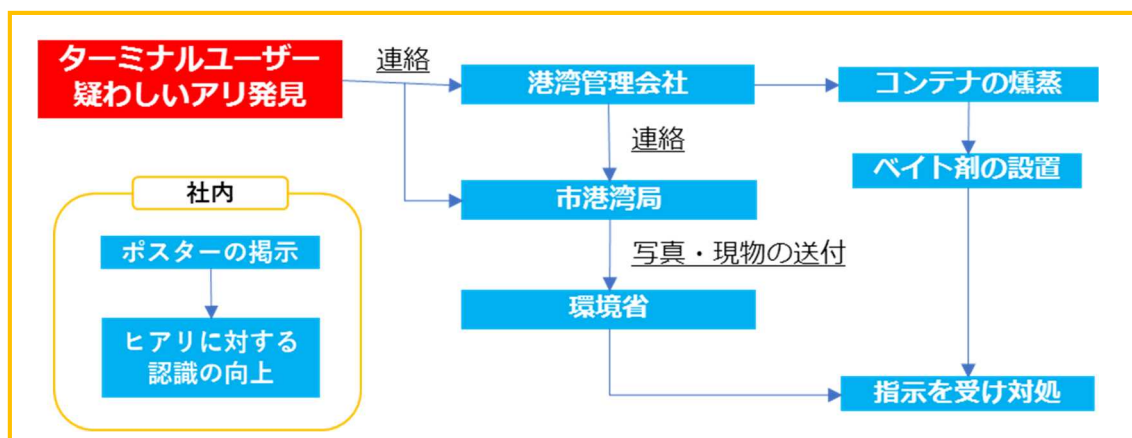 ターミナルユーザー
疑わしいアリ発見
連絡
港湾管理会社
コンテナの燻蒸
連絡
ベイト剤の設置
市港湾局
写真・現物の送付
環境省
指示を受け対処
社内
ポスターの掲示
ヒアリに対する
認識の向上